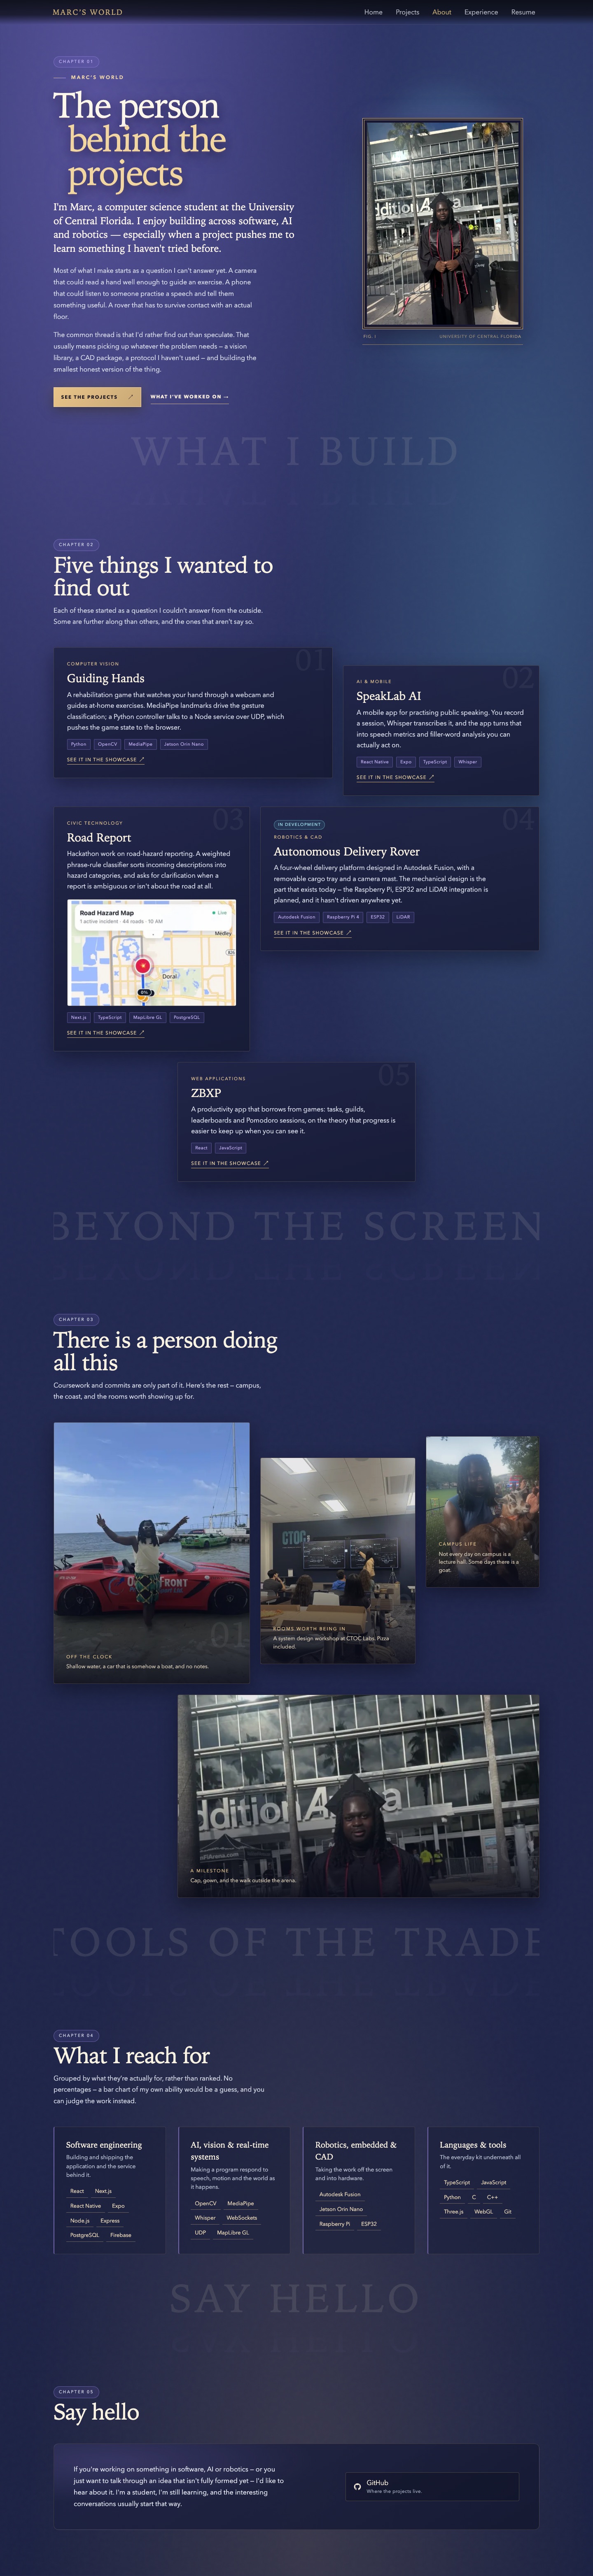 MARC'S WORLD
Home Projects About Experience Resume
CHAPTER 01
MARC'S WORLD
The person
behind the
projects
I'm Marc, a computer science student at the University
of Central Florida. I enjoy building across software, AI
and robotics — especially when a project pushes me to
learn something I haven't tried before.
Most of what I make starts as a question I can't answer yet. A camera
that could read a hand well enough to guide an exercise. A phone
that could listen to someone practise a speech and tell them
something useful. A rover that has to survive contact with an actual
floor.
The common thread is that I'd rather find out than speculate. That
usually means picking up whatever the problem needs — a vision
library, a CAD package, a protocol I haven't used — and building the
smallest honest version of the thing.
SEE THE PROJECTS ↗
WHAT I'VE WORKED ON →
ddition A
FIG. 1 UNIVERSITY OF CENTRAL FLORIDA
WHAT I BUILD
CHAPTER 02
Five things I wanted to
find out
Each of these started as a question I couldn't answer from the outside.
Some are further along than others, and the ones that aren't say so.
01
COMPUTER VISION
Guiding Hands
A rehabilitation game that watches your hand through a webcam and
guides at-home exercises. MediaPipe landmarks drive the gesture
classification; a Python controller talks to a Node service over UDP, which
pushes the game state to the browser.
Python OpenCV MediaPipe Jetson Orin Nano
SEE IT IN THE SHOWCASE ↗
02
AI & MOBILE
SpeakLab AI
A mobile app for practising public speaking. You record
a session, Whisper transcribes it, and the app turns that
into speech metrics and filler-word analysis you can
actually act on.
React Native Expo TypeScript Whisper
SEE IT IN THE SHOWCASE ↗
03
CIVIC TECHNOLOGY
Road Report
Hackathon work on road-hazard reporting. A weighted
phrase-rule classifier sorts incoming descriptions into
hazard categories, and asks for clarification when a
report is ambiguous or isn't about the road at all.
Road Hazard Map
Live
1 active incident · 44 roads · 10 AM
Medley
Doral
Next.js TypeScript MapLibre GL PostgreSQL
SEE IT IN THE SHOWCASE ↗
04
IN DEVELOPMENT
ROBOTICS & CAD
Autonomous Delivery Rover
A four-wheel delivery platform designed in Autodesk Fusion, with a
removable cargo tray and a camera mast. The mechanical design is the
part that exists today — the Raspberry Pi, ESP32 and LiDAR integration is
planned, and it hasn't driven anywhere yet.
Autodesk Fusion Raspberry Pi 4 ESP32 LiDAR
SEE IT IN THE SHOWCASE ↗
05
WEB APPLICATIONS
ZBXP
A productivity app that borrows from games: tasks, guilds,
leaderboards and Pomodoro sessions, on the theory that progress is
easier to keep up when you can see it.
React JavaScript
SEE IT IN THE SHOWCASE ↗
BEYOND THE SCREEN
CHAPTER 03
There is a person doing
all this
Coursework and commits are only part of it. Here's the rest — campus,
the coast, and the rooms worth showing up for.
FRONT
OFF THE CLOCK
Shallow water, a car that is somehow a boat, and no notes.
CTOC
ROOMS WORTH BEING IN
A system design workshop at CTOC Labs. Pizza
included.
CAMPUS LIFE
Not every day on campus is a
lecture hall. Some days there is a
goat.
ddition A
A MILESTONE
Cap, gown, and the walk outside the arena.
TOOLS OF THE TRADE
CHAPTER 04
What I reach for
Grouped by what they're actually for, rather than ranked. No
percentages — a bar chart of my own ability would be a guess, and you
can judge the work instead.
Software engineering
Building and shipping the
application and the service
behind it.
React Next.js
React Native Expo
Node.js Express
PostgreSQL Firebase
AI, vision & real-time
systems
Making a program respond to
speech, motion and the world as
it happens.
OpenCV MediaPipe
Whisper WebSockets
UDP MapLibre GL
Robotics, embedded &
CAD
Taking the work off the screen
and into hardware.
Autodesk Fusion
Jetson Orin Nano
Raspberry Pi ESP32
Languages & tools
The everyday kit underneath all
of it.
TypeScript JavaScript
Python C C++
Three.js WebGL Git
SAY HELLO
CHAPTER 05
Say hello
If you're working on something in software, AI or robotics — or you
just want to talk through an idea that isn't fully formed yet — I'd like to
hear about it. I'm a student, I'm still learning, and the interesting
conversations usually start that way.
GitHub
Where the projects live.